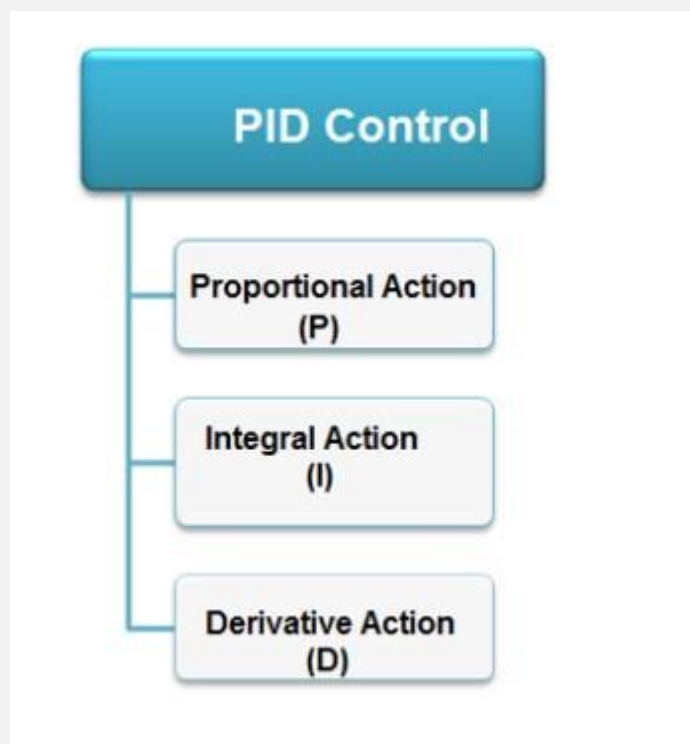 PID Control
Proportional Action
(P)
Integral Action
(I)
Derivative Action
(D)